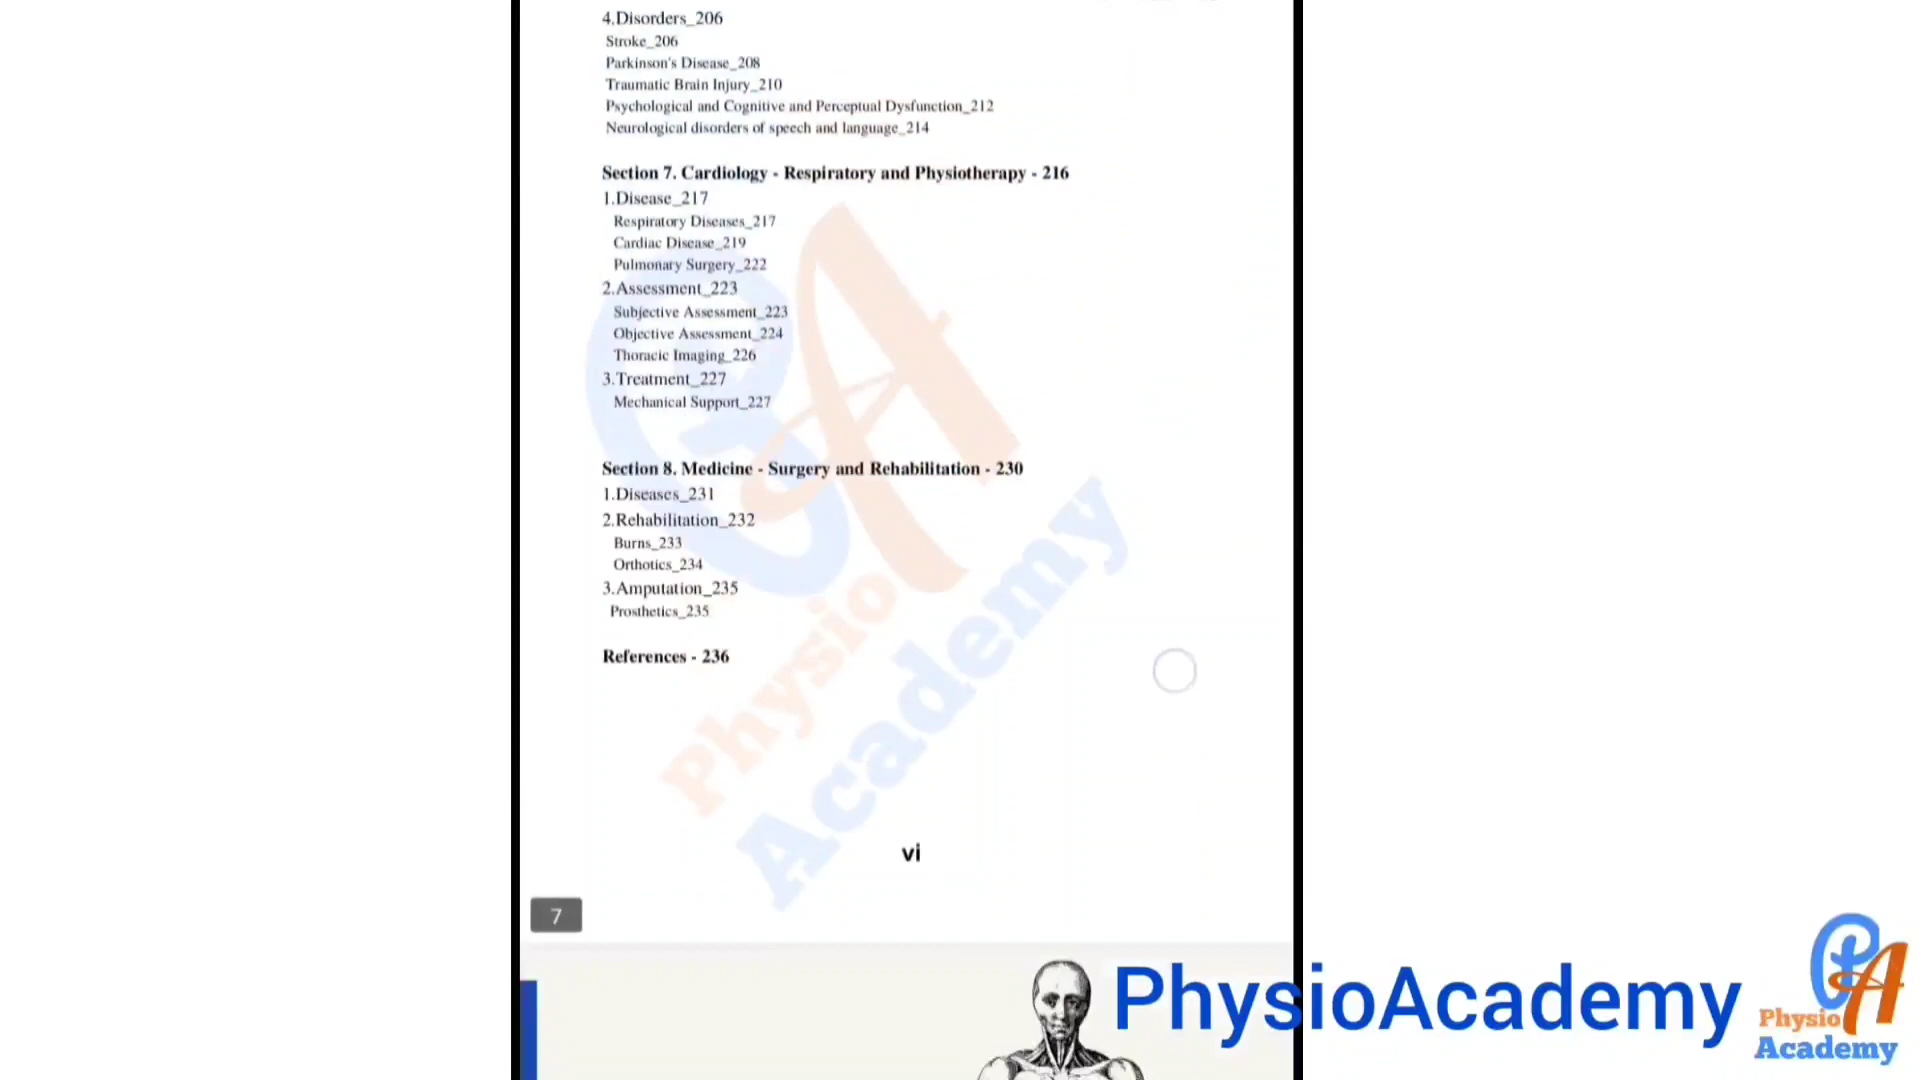 4.Disorders_206
Stroke_206
Parkinson's Disease_208
Traumatic Brain Injury_210
Psychological and Cognitive and Perceptual Dysfunction_212
Neurological disorders of speech and language_214
Section 7. Cardiology - Respiratory and Physiotherapy - 216
1.Disease_217
Respiratory Diseases_217
Cardiac Disease_219
Pulmonary Surgery_222
2.Assessment_223
Subjective Assessment_223
Objective Assessment_224
Thoracic Imaging_226
3.Treatment_227
Mechanical Support_227
Section 8. Medicine - Surgery and Rehabilitation - 230
1.Diseases_231
2.Rehabilitation_232
Burns_233
Orthotics_234
3.Amputation_235
Prosthetics_235
References - 236
Physio
Academy
vi
7
PhysioAcademy
Physio
Academy